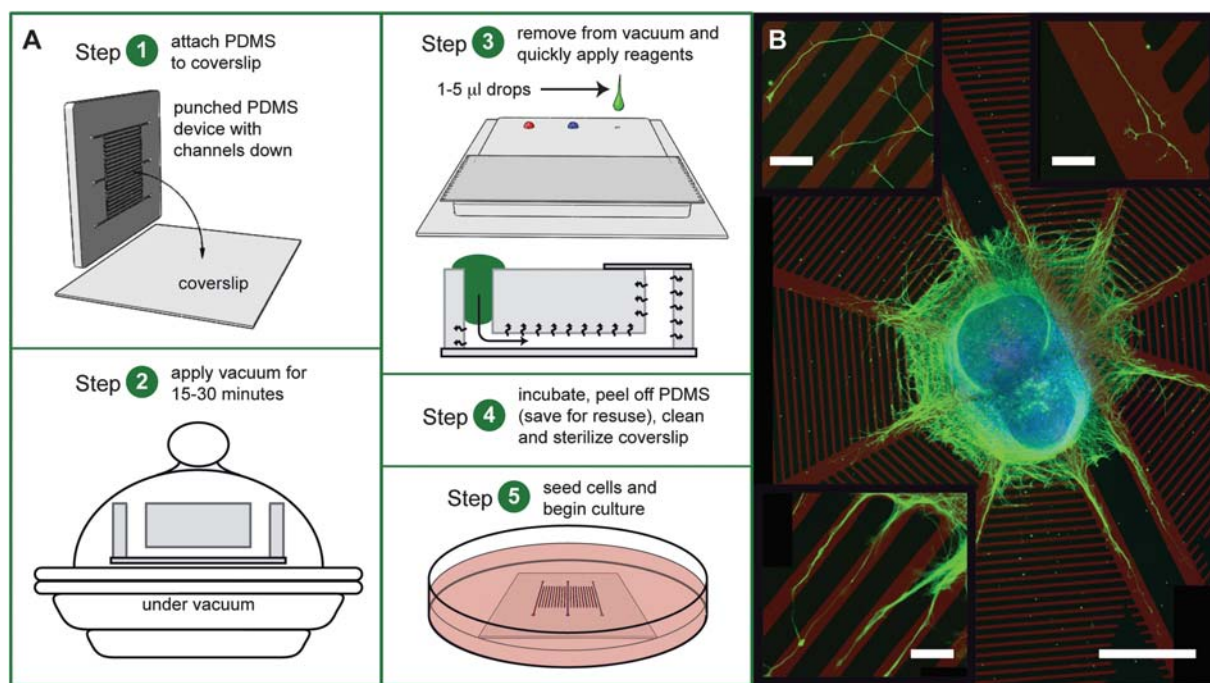 A
Step 1
attach PDMS
to coverslip
punched PDMS
device with
channels down
coverslip
Step 2
apply vacuum for
15-30 minutes
under vacuum
Step 3
remove from vacuum and
quickly apply reagents
1-5 µl drops
Step 4
incubate, peel off PDMS
(save for resuse), clean
and sterilize coverslip
Step 5
seed cells and
begin culture
B